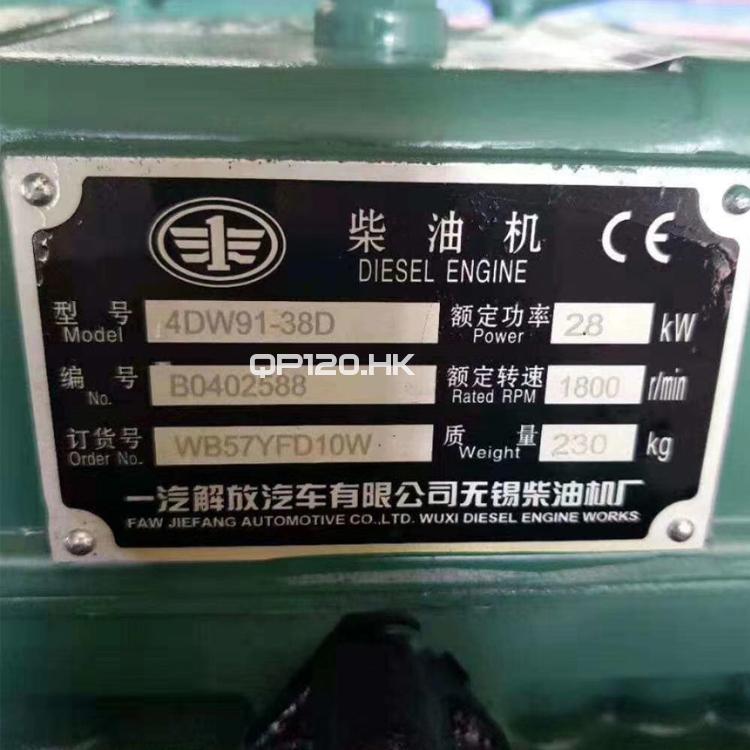 1
柴油机
DIESEL ENGINE
CE
型号 4DW91-38D 额定功率 28 kW
Model Power
QP120.HK
编号 B0402588 额定转速 1800 r/min
No. Rated RPM
订货号 WB57YFD10W 质量 230 kg
Order No. Weight
一汽解放汽车有限公司无锡柴油机厂
FAW JIEFANG AUTOMOTIVE CO.,LTD. WUXI DIESEL ENGINE WORKS